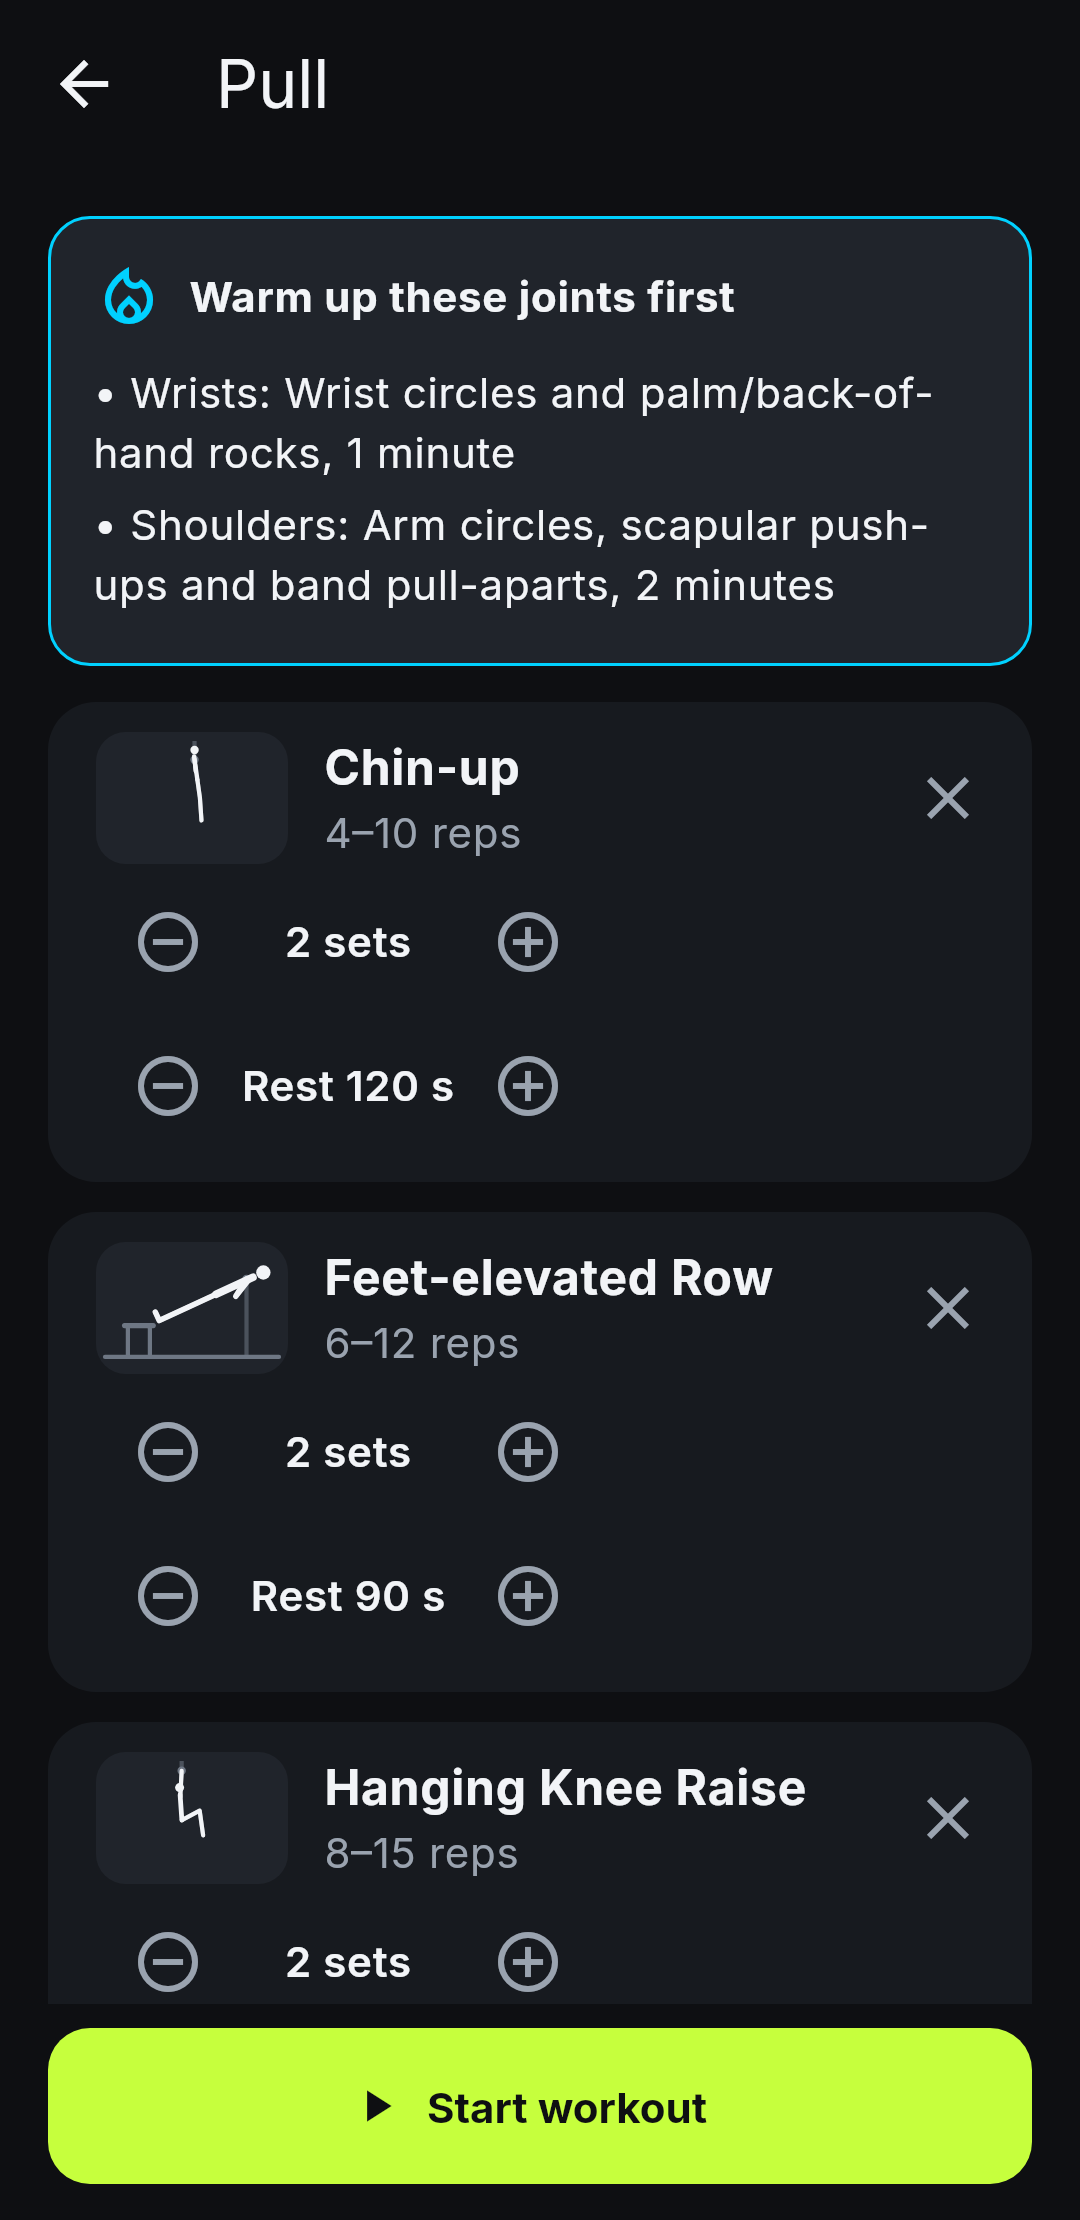 Pull
Warm up these joints first
• Wrists: Wrist circles and palm/back-of-
hand rocks, 1 minute
• Shoulders: Arm circles, scapular push-
ups and band pull-aparts, 2 minutes
Chin-up
4–10 reps
2 sets
Rest 120 s
Feet-elevated Row
6–12 reps
2 sets
Rest 90 s
Hanging Knee Raise
8–15 reps
2 sets
Start workout